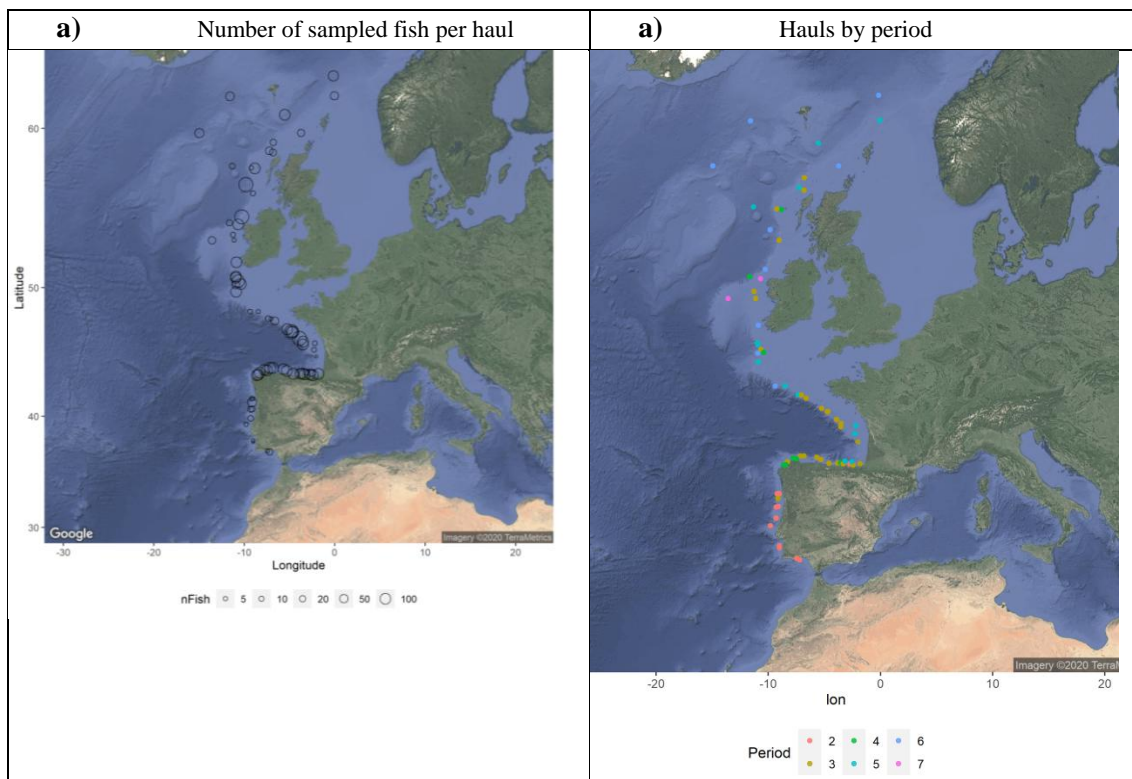 a) Number of sampled fish per haul
60
50
40
30
Latitude
Google
Imagery ©2020 TerraMetrics
-30 -20 -10 0 10 20
Longitude
nFish 5 10 20 50 100
a) Hauls by period
Imagery ©2020 TerraM
-20 -10 0 10 20
lon
Period 2 4 6
3 5 7